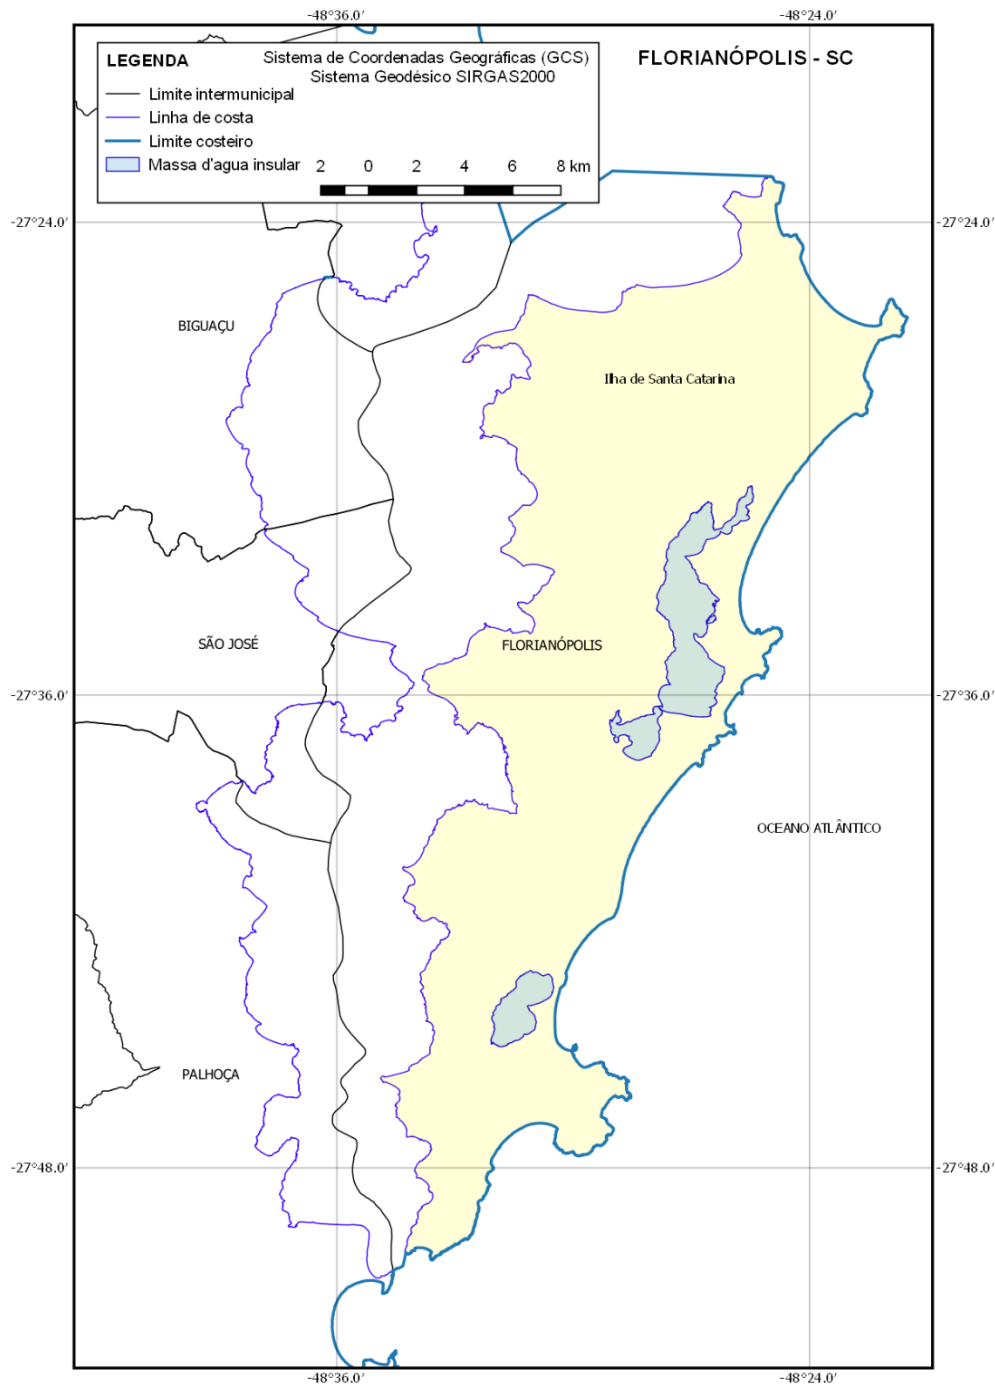 -48°36.0′ -48°24.0′
LEGENDA
Sistema de Coordenadas Geográficas (GCS)
Sistema Geodésico SIRGAS2000
FLORIANÓPOLIS - SC
Limite intermunicipal
Linha de costa
Limite costeiro
Massa d'agua insular
2 0 2 4 6 8 km
-27°24.0′ -27°24.0′
BIGUAÇU
Ilha de Santa Catarina
SÃO JOSÉ
FLORIANÓPOLIS
-27°36.0′ -27°36.0′
OCEANO ATLÂNTICO
PALHOÇA
-27°48.0′ -27°48.0′
-48°36.0′ -48°24.0′